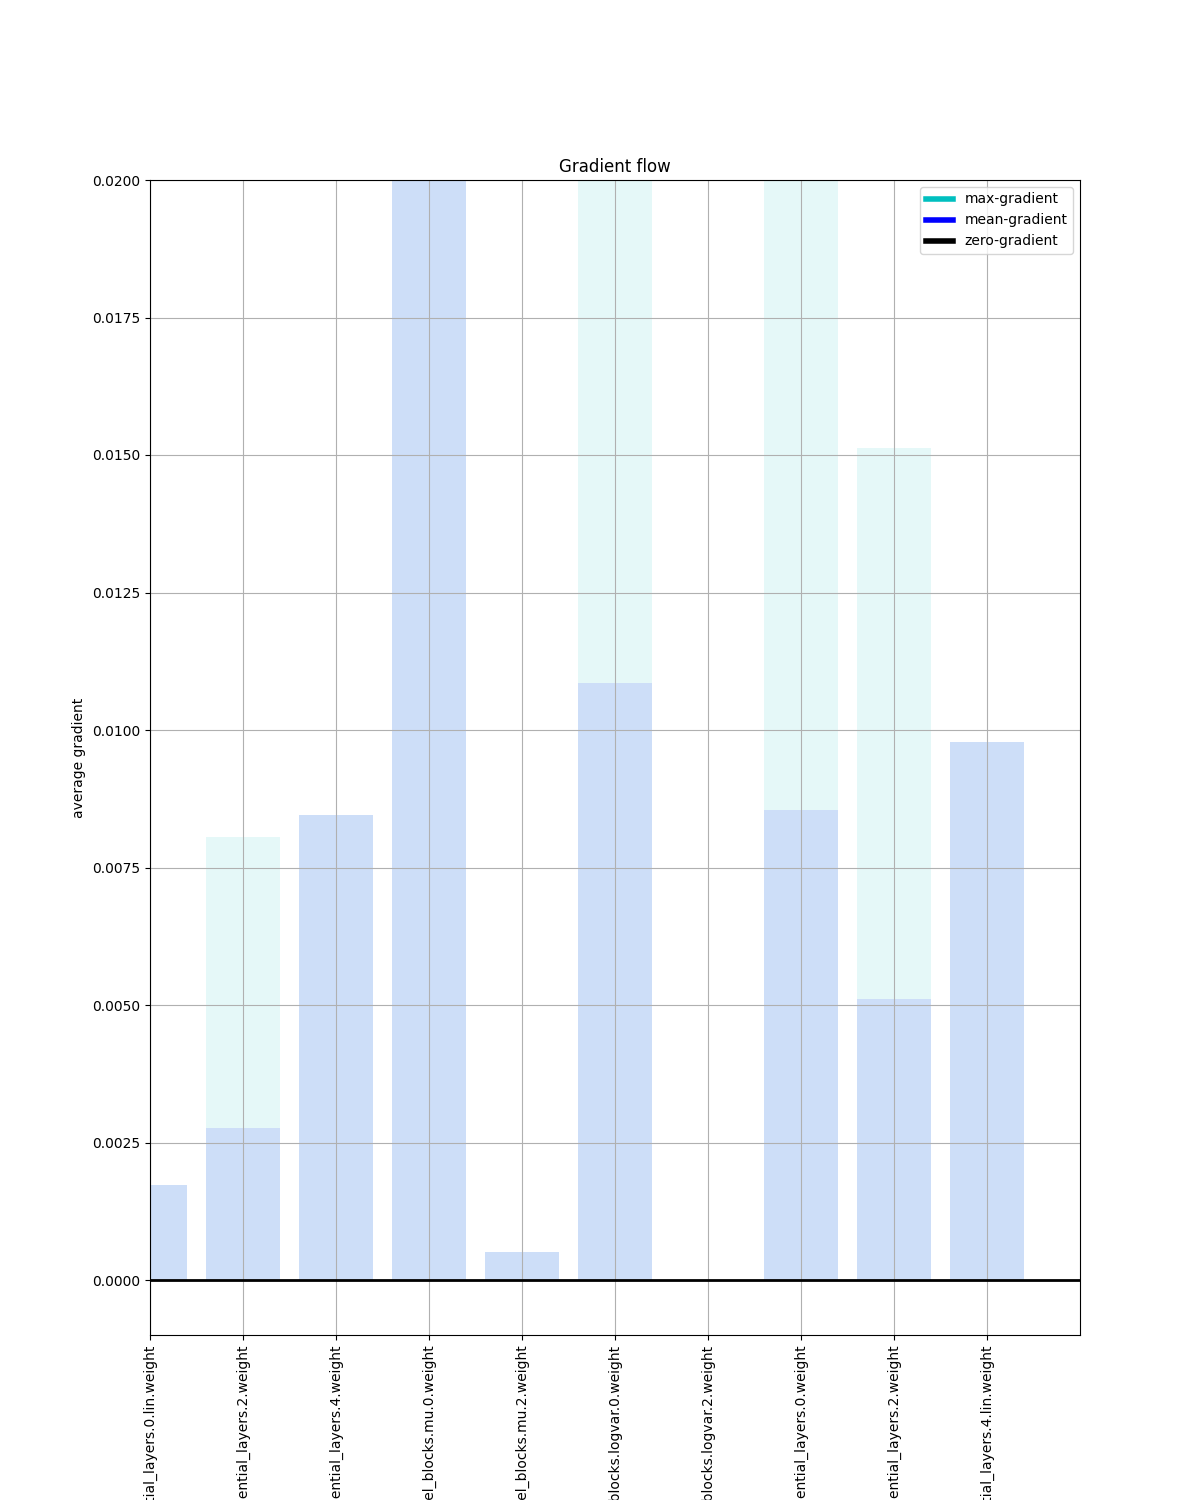 Gradient flow
max-gradient
mean-gradient
zero-gradient
0.0200
0.0175
0.0150
0.0125
0.0100
0.0075
0.0050
0.0025
0.0000
average gradient
tial_layers.0.lin.weight
ential_layers.2.weight
ential_layers.4.weight
el_blocks.mu.0.weight
el_blocks.mu.2.weight
blocks.logvar.0.weight
blocks.logvar.2.weight
ential_layers.0.weight
ential_layers.2.weight
tial_layers.4.lin.weight